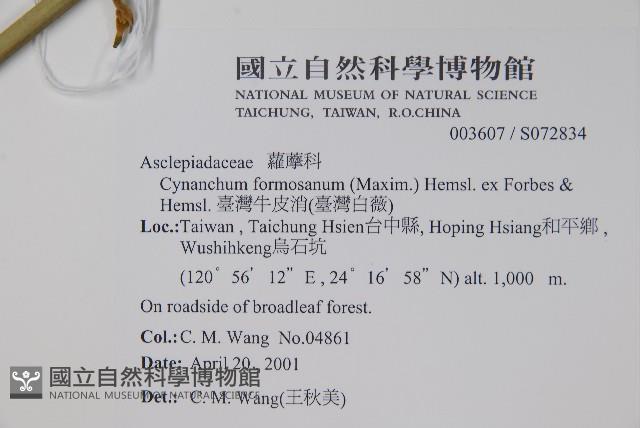 國立自然科學博物館
NATIONAL MUSEUM OF NATURAL SCIENCE
TAICHUNG, TAIWAN, R.O.CHINA
003607 / S072834
Asclepiadaceae 蘿藦科
Cynanchum formosanum (Maxim.) Hemsl. ex Forbes &
Hemsl. 臺灣牛皮消(臺灣白薇)
Loc.:Taiwan , Taichung Hsien台中縣, Hoping Hsiang和平鄉 ,
Wushihkeng烏石坑
(120° 56’ 12” E , 24° 16’ 58” N) alt. 1,000 m.
On roadside of broadleaf forest.
Col.: C. M. Wang No.04861
Date: April 20, 2001
國立自然科學博物館
NATIONAL MUSEUM OF NATURAL SCIENCE
Det.: C. M. Wang(王秋美)